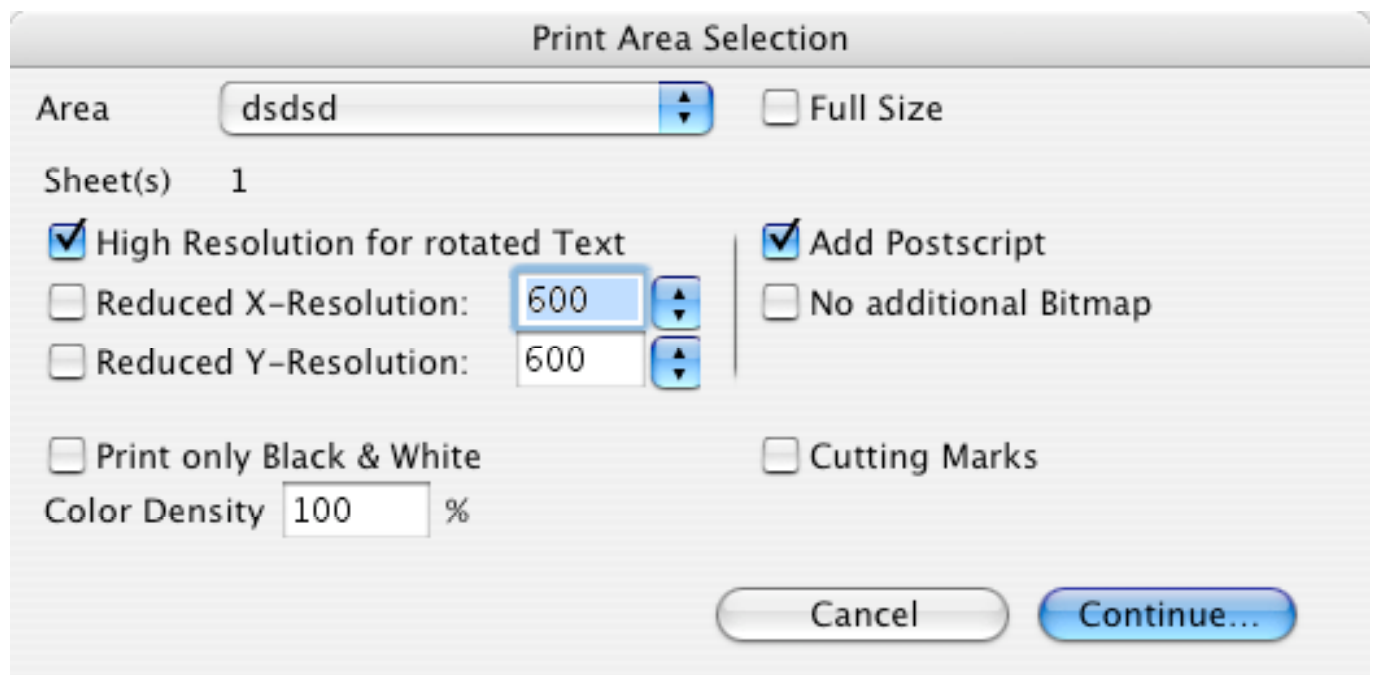 Print Area Selection
Area dsdsd Full Size
Sheet(s) 1
High Resolution for rotated Text Add Postscript
Reduced X-Resolution: 600 No additional Bitmap
Reduced Y-Resolution: 600
Print only Black & White Cutting Marks
Color Density 100 %
Cancel Continue...